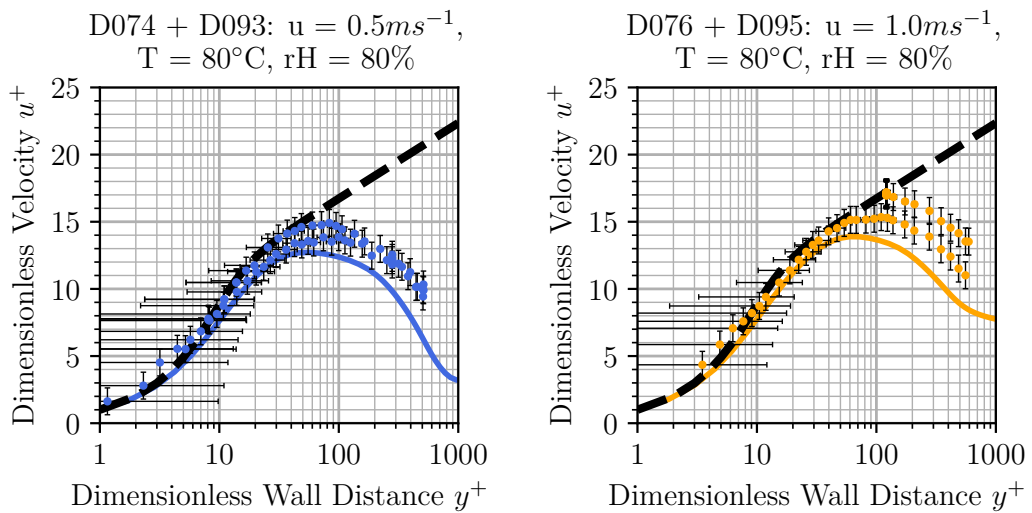 D074 + D093: u = 0.5ms⁻¹,
T = 80°C, rH = 80%
25
20
15
10
5
0
Dimensionless Velocity u⁺
1
10
100
1000
Dimensionless Wall Distance y⁺
D076 + D095: u = 1.0ms⁻¹,
T = 80°C, rH = 80%
25
20
15
10
5
0
Dimensionless Velocity u⁺
1
10
100
1000
Dimensionless Wall Distance y⁺